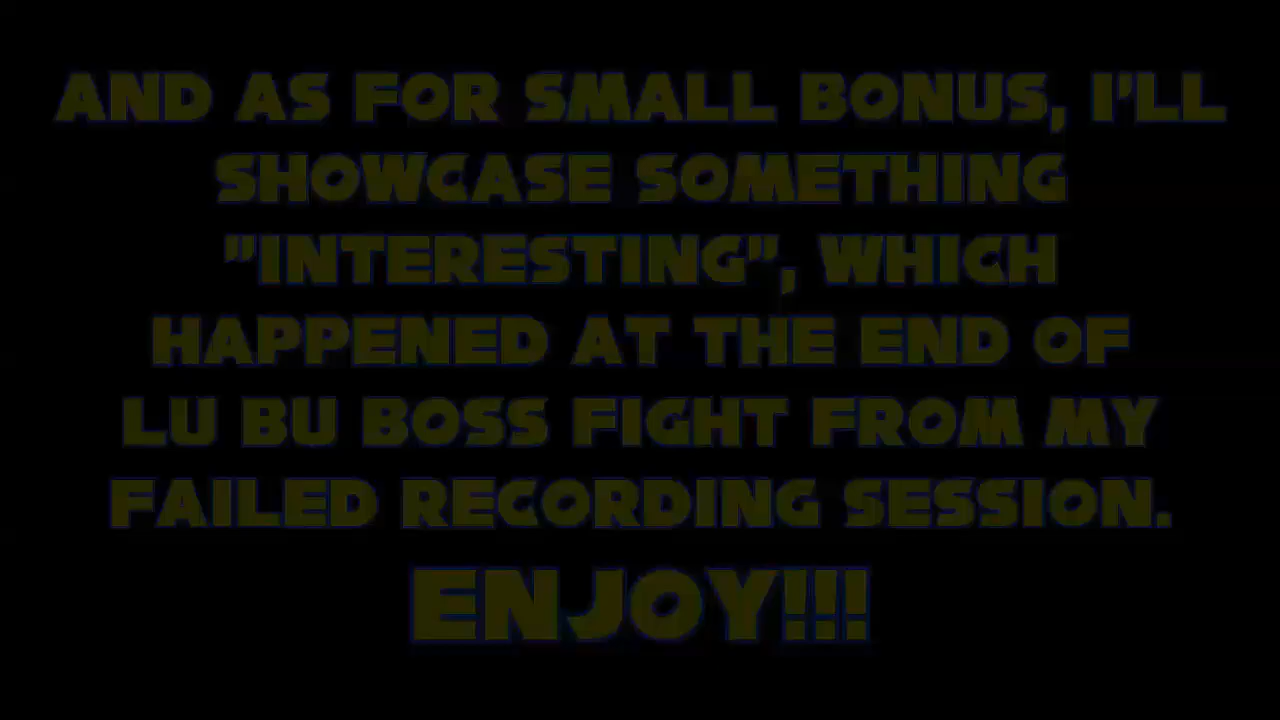 AND AS FOR SMALL BONUS, I'LL
SHOWCASE SOMETHING
"INTERESTING", WHICH
HAPPENED AT THE END OF
LU BU BOSS FIGHT FROM MY
FAILED RECORDING SESSION.
ENJOY!!!